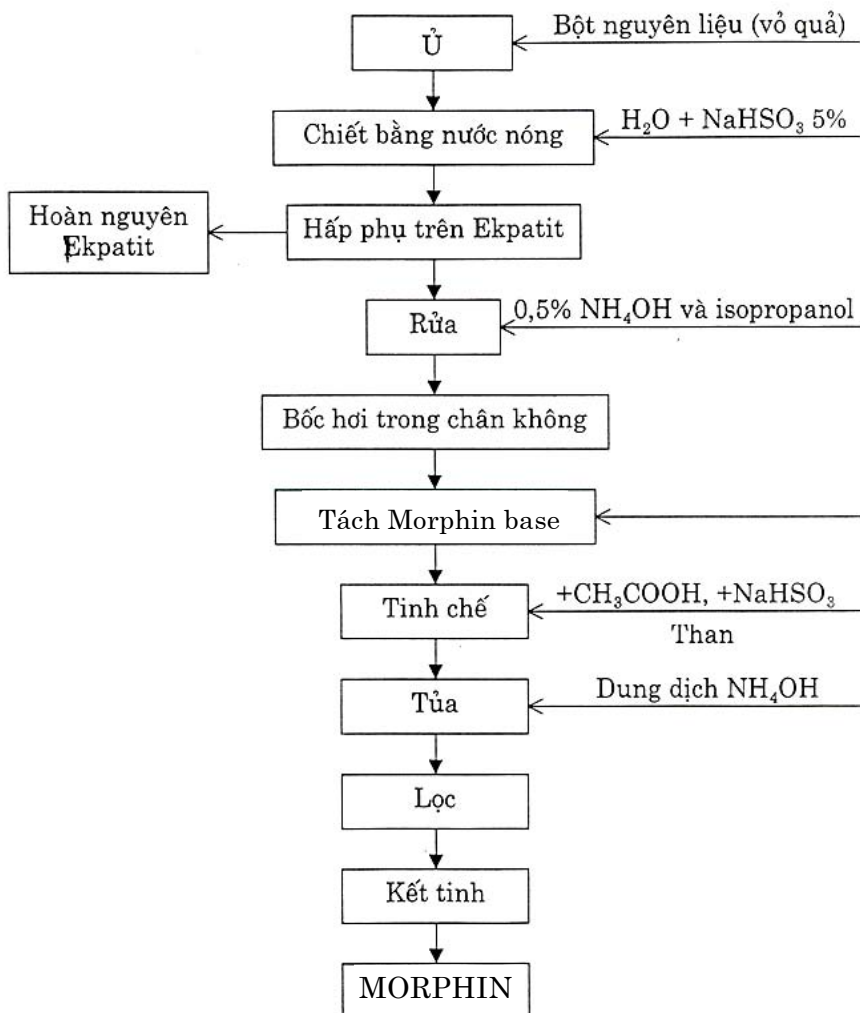 Ủ
Bột nguyên liệu (vỏ quả)
Chiết bằng nước nóng
H₂O + NaHSO₃ 5%
Hoàn nguyên
Ekpatit
Hấp phụ trên Ekpatit
Rửa
0,5% NH₄OH và isopropanol
Bốc hơi trong chân không
Tách Morphin base
Tinh chế
+CH₃COOH, +NaHSO₃
Than
Tủa
Dung dịch NH₄OH
Lọc
Kết tinh
MORPHIN